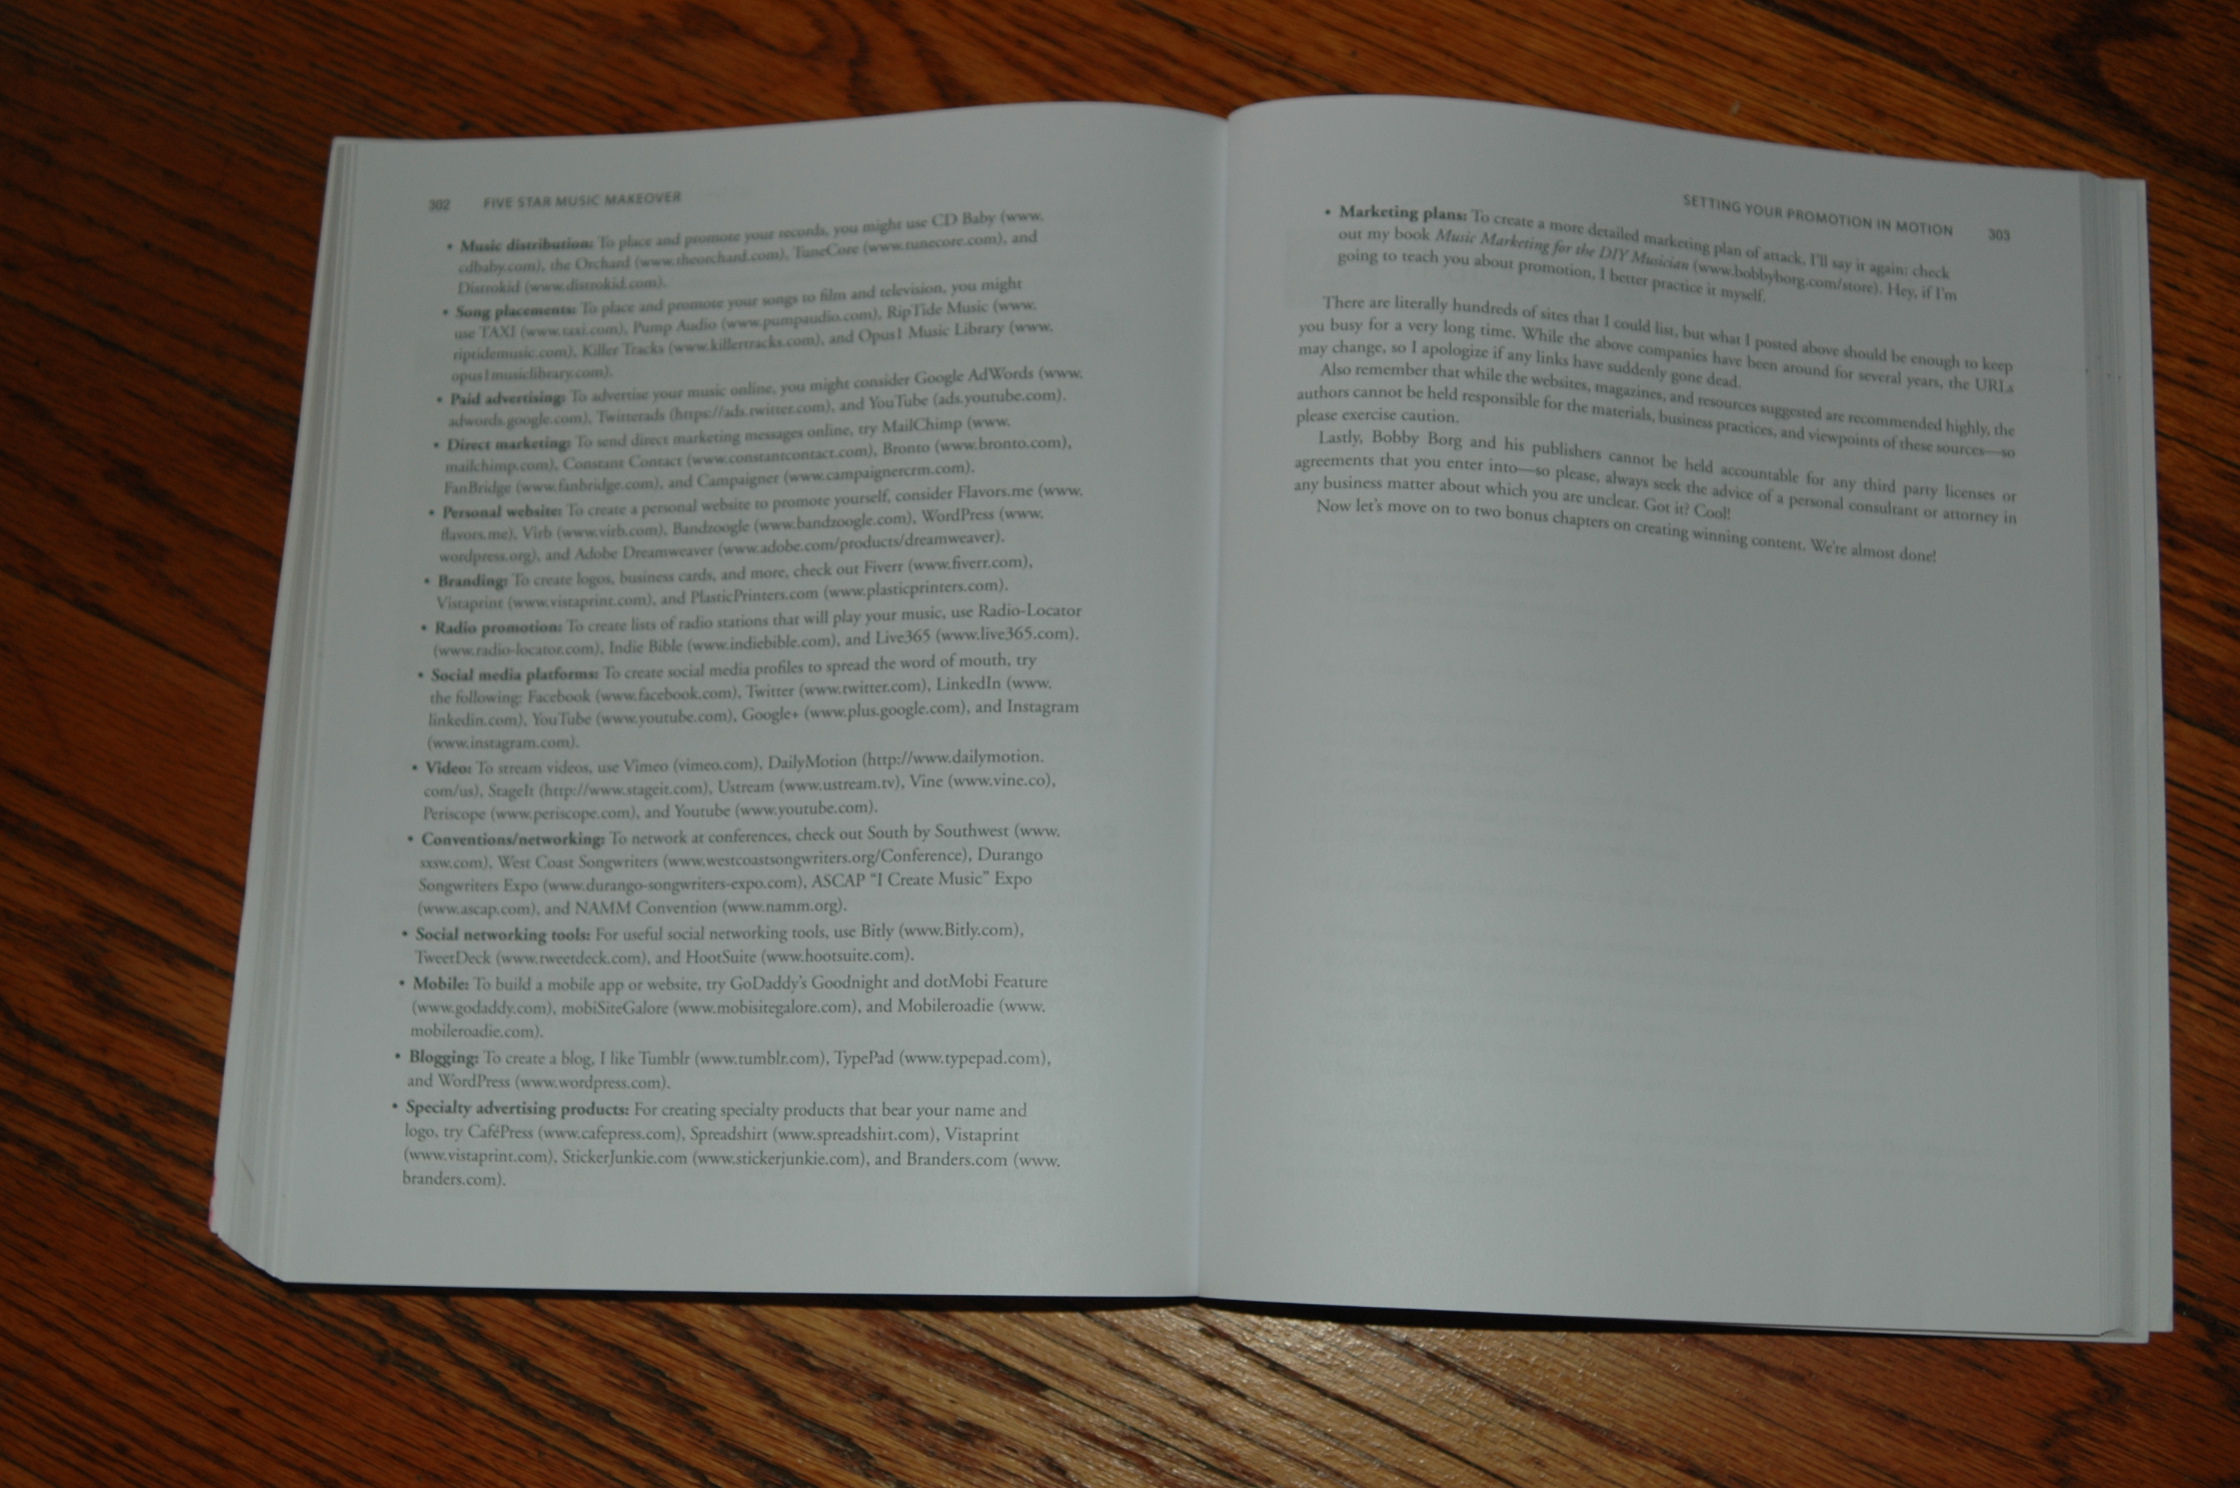 302 FIVE STAR MUSIC MAKEOVER
• Music distribution: To place and promote your records, you might use CD Baby (www.
cdbaby.com), the Orchard (www.theorchard.com), TuneCore (www.tunecore.com), and
Distrokid (www.distrokid.com).
• Song placements: To place and promote your songs to film and television, you might
use TAXI (www.taxi.com), Pump Audio (www.pumpaudio.com), RipTide Music (www.
riptidemusic.com), Killer Tracks (www.killertracks.com), and Opus1 Music Library (www.
opus1musiclibrary.com).
• Paid advertising: To advertise your music online, you might consider Google AdWords (www.
adwords.google.com), Twitterads (https://ads.twitter.com), and YouTube (ads.youtube.com).
• Direct marketing: To send direct marketing messages online, try MailChimp (www.
mailchimp.com), Constant Contact (www.constantcontact.com), Bronto (www.bronto.com),
FanBridge (www.fanbridge.com), and Campaigner (www.campaignercrm.com).
• Personal website: To create a personal website to promote yourself, consider Flavors.me (www.
flavors.me), Virb (www.virb.com), Bandzoogle (www.bandzoogle.com), WordPress (www.
wordpress.org), and Adobe Dreamweaver (www.adobe.com/products/dreamweaver).
• Branding: To create logos, business cards, and more, check out Fiverr (www.fiverr.com),
Vistaprint (www.vistaprint.com), and PlasticPrinters.com (www.plasticprinters.com).
• Radio promotion: To create lists of radio stations that will play your music, use Radio-Locator
(www.radio-locator.com), Indie Bible (www.indiebible.com), and Live365 (www.live365.com).
• Social media platforms: To create social media profiles to spread the word of mouth, try
the following: Facebook (www.facebook.com), Twitter (www.twitter.com), LinkedIn (www.
linkedin.com), YouTube (www.youtube.com), Google+ (www.plus.google.com), and Instagram
(www.instagram.com).
• Video: To stream videos, use Vimeo (vimeo.com), DailyMotion (http://www.dailymotion.
com/us), StageIt (http://www.stageit.com), Ustream (www.ustream.tv), Vine (www.vine.co),
Periscope (www.periscope.com), and Youtube (www.youtube.com).
• Conventions/networking: To network at conferences, check out South by Southwest (www.
sxsw.com), West Coast Songwriters (www.westcoastsongwriters.org/Conference), Durango
Songwriters Expo (www.durango-songwriters-expo.com), ASCAP “I Create Music” Expo
(www.ascap.com), and NAMM Convention (www.namm.org).
• Social networking tools: For useful social networking tools, use Bitly (www.Bitly.com),
TweetDeck (www.tweetdeck.com), and HootSuite (www.hootsuite.com).
• Mobile: To build a mobile app or website, try GoDaddy’s Goodnight and dotMobi Feature
(www.godaddy.com), mobiSiteGalore (www.mobisitegalore.com), and Mobileroadie (www.
mobileroadie.com).
• Blogging: To create a blog, I like Tumblr (www.tumblr.com), TypePad (www.typepad.com),
and WordPress (www.wordpress.com).
• Specialty advertising products: For creating specialty products that bear your name and
logo, try CaféPress (www.cafepress.com), Spreadshirt (www.spreadshirt.com), Vistaprint
(www.vistaprint.com), StickerJunkie.com (www.stickerjunkie.com), and Branders.com (www.
branders.com).
SETTING YOUR PROMOTION IN MOTION 303
• Marketing plans: To create a more detailed marketing plan of attack, I’ll say it again: check
out my book Music Marketing for the DIY Musician (www.bobbyborg.com/store). Hey, if I’m
going to teach you about promotion, I better practice it myself.
There are literally hundreds of sites that I could list, but what I posted above should be enough to keep
you busy for a very long time. While the above companies have been around for several years, the URLs
may change, so I apologize if any links have suddenly gone dead.
Also remember that while the websites, magazines, and resources suggested are recommended highly, the
authors cannot be held responsible for the materials, business practices, and viewpoints of these sources—so
please exercise caution.
Lastly, Bobby Borg and his publishers cannot be held accountable for any third party licenses or
agreements that you enter into—so please, always seek the advice of a personal consultant or attorney in
any business matter about which you are unclear. Got it? Cool!
Now let’s move on to two bonus chapters on creating winning content. We’re almost done!